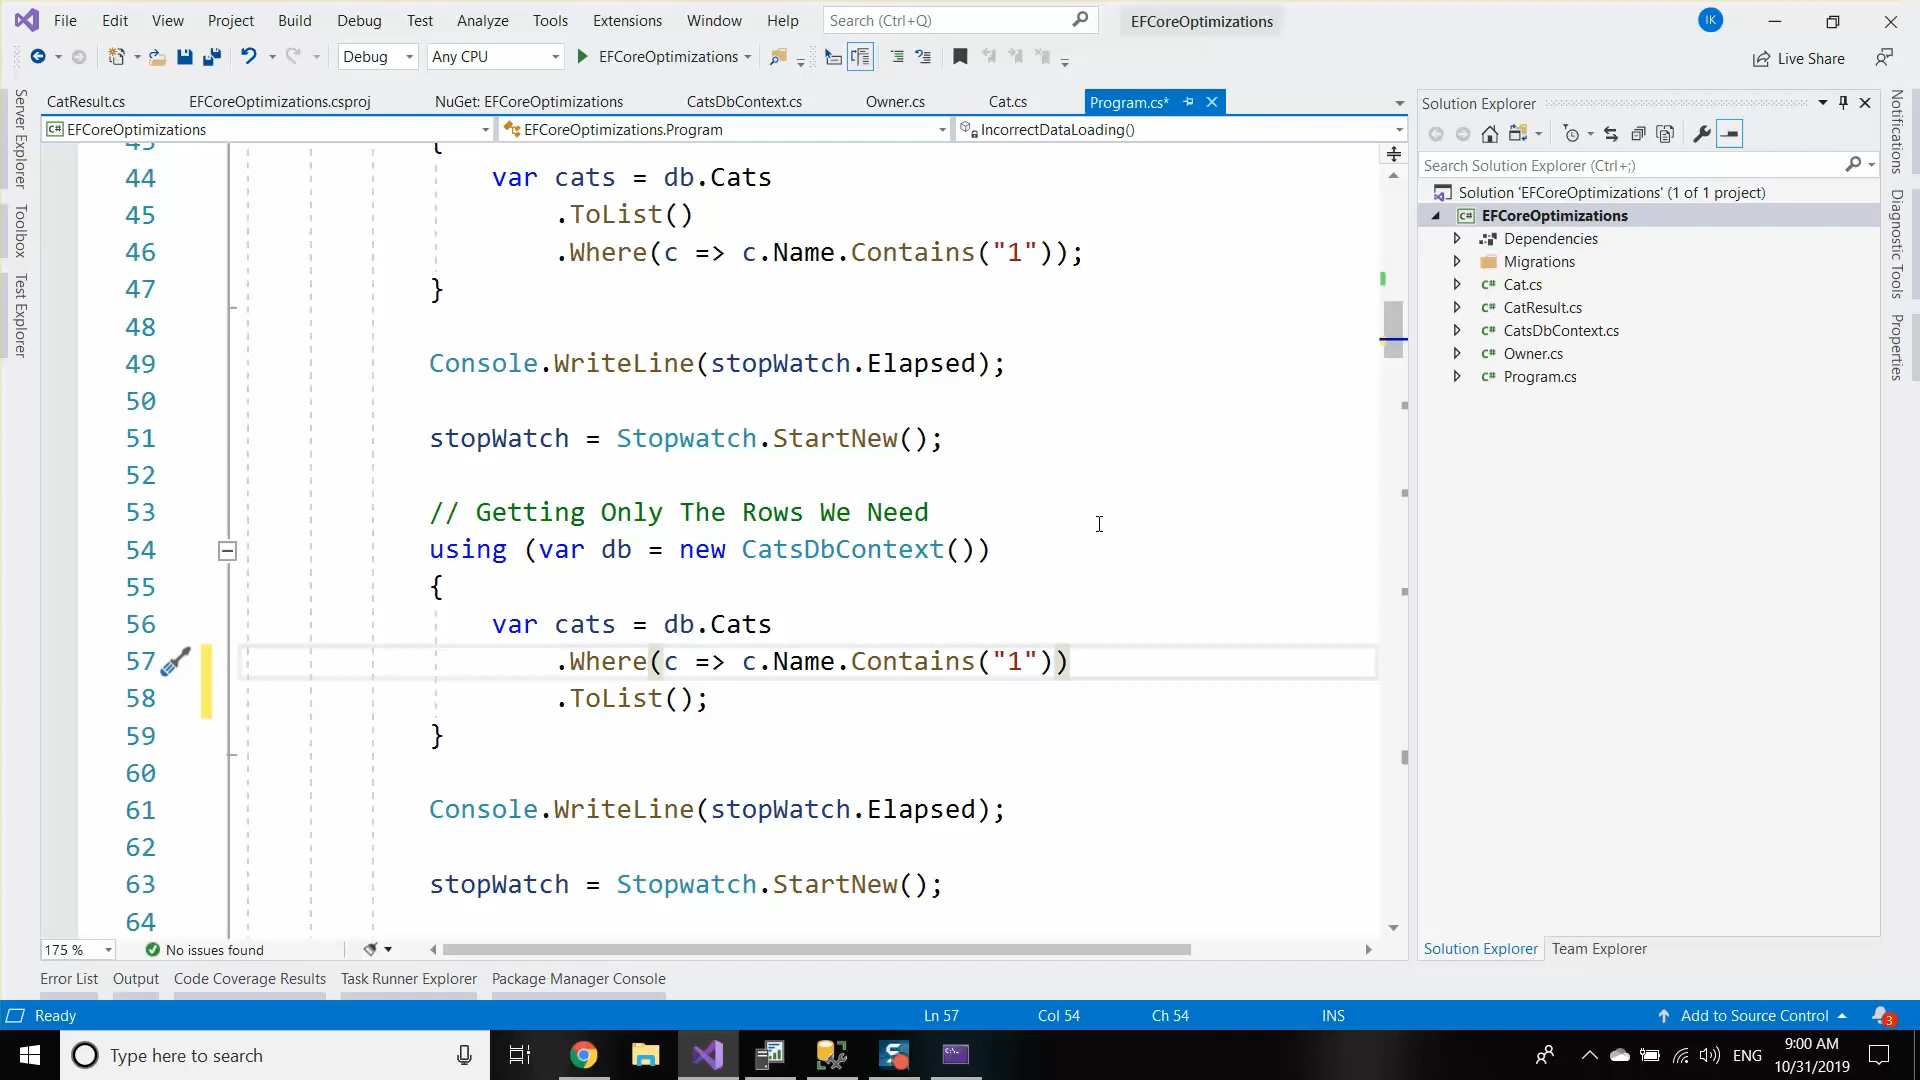 File Edit View Project Build Debug Test Analyze Tools Extensions Window Help Search (Ctrl+Q) EFCoreOptimizations IK
Debug Any CPU EFCoreOptimizations Live Share
CatResult.cs EFCoreOptimizations.csproj NuGet: EFCoreOptimizations CatsDbContext.cs Owner.cs Cat.cs Program.cs*
C# EFCoreOptimizations EFCoreOptimizations.Program IncorrectDataLoading()
Server Explorer
Toolbox
Test Explorer
43 {
44 var cats = db.Cats
45 .ToList()
46 .Where(c => c.Name.Contains("1"));
47 }
48
49 Console.WriteLine(stopWatch.Elapsed);
50
51 stopWatch = Stopwatch.StartNew();
52
53 // Getting Only The Rows We Need
54 using (var db = new CatsDbContext())
55 {
56 var cats = db.Cats
57 .Where(c => c.Name.Contains("1"))
58 .ToList();
59 }
60
61 Console.WriteLine(stopWatch.Elapsed);
62
63 stopWatch = Stopwatch.StartNew();
64
175 % No issues found
Solution Explorer
Search Solution Explorer (Ctrl+;)
Solution 'EFCoreOptimizations' (1 of 1 project)
C# EFCoreOptimizations
Dependencies
Migrations
C# Cat.cs
C# CatResult.cs
C# CatsDbContext.cs
C# Owner.cs
C# Program.cs
Solution Explorer Team Explorer
Notifications
Diagnostic Tools
Properties
Error List Output Code Coverage Results Task Runner Explorer Package Manager Console
Ready Ln 57 Col 54 Ch 54 INS Add to Source Control 3
Type here to search ENG 9:00 AM
10/31/2019